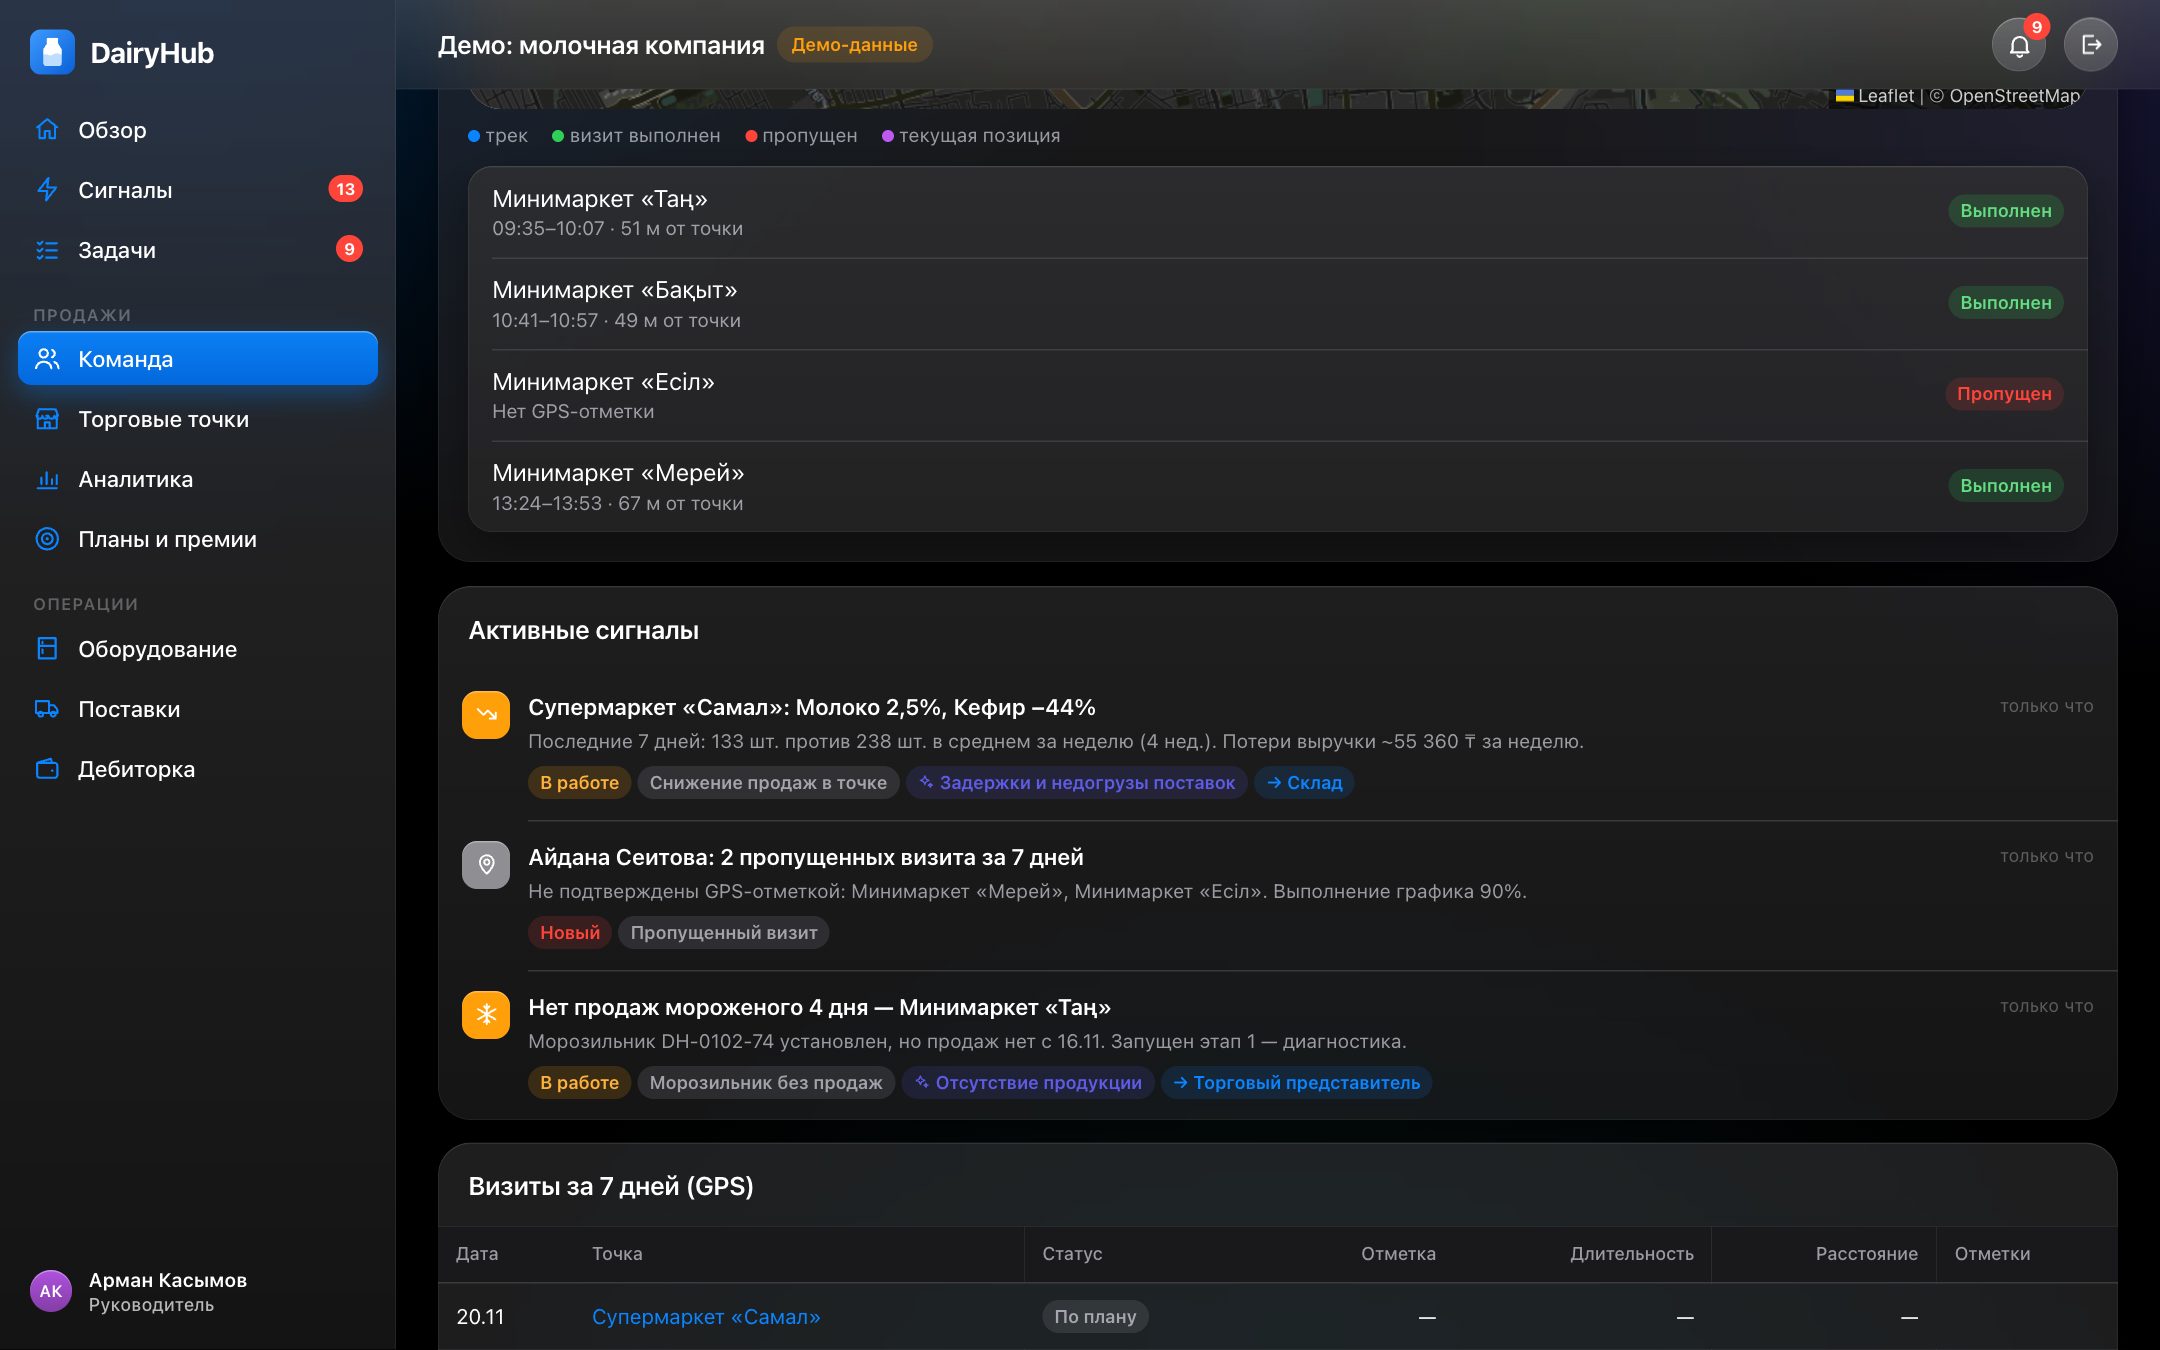 DairyHub
Обзор
Сигналы 13
Задачи 9
ПРОДАЖИ
Команда
Торговые точки
Аналитика
Планы и премии
ОПЕРАЦИИ
Оборудование
Поставки
Дебиторка
АК
Арман Касымов
Руководитель
Демо: молочная компания Демо-данные
9
Leaflet | © OpenStreetMap
трек визит выполнен пропущен текущая позиция
Минимаркет «Таң»
09:35–10:07 · 51 м от точки
Выполнен
Минимаркет «Бақыт»
10:41–10:57 · 49 м от точки
Выполнен
Минимаркет «Есіл»
Нет GPS-отметки
Пропущен
Минимаркет «Мерей»
13:24–13:53 · 67 м от точки
Выполнен
Активные сигналы
Супермаркет «Самал»: Молоко 2,5%, Кефир −44% только что
Последние 7 дней: 133 шт. против 238 шт. в среднем за неделю (4 нед.). Потери выручки ~55 360 ₸ за неделю.
В работе Снижение продаж в точке Задержки и недогрузы поставок → Склад
Айдана Сеитова: 2 пропущенных визита за 7 дней только что
Не подтверждены GPS-отметкой: Минимаркет «Мерей», Минимаркет «Есіл». Выполнение графика 90%.
Новый Пропущенный визит
Нет продаж мороженого 4 дня — Минимаркет «Таң» только что
Морозильник DH-0102-74 установлен, но продаж нет с 16.11. Запущен этап 1 — диагностика.
В работе Морозильник без продаж Отсутствие продукции → Торговый представитель
Визиты за 7 дней (GPS)
Дата Точка Статус Отметка Длительность Расстояние Отметки
20.11 Супермаркет «Самал» По плану — — —